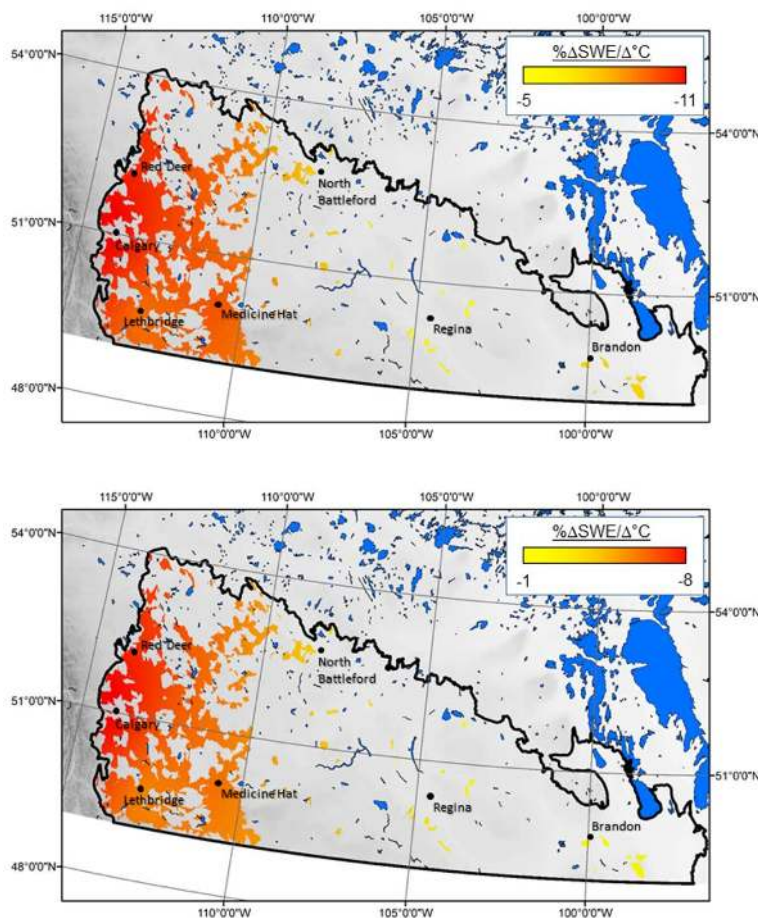 115°0'0"W
110°0'0"W
105°0'0"W
100°0'0"W
54°0'0"N
%ΔSWE/Δ°C
-5
-11
54°0'0"N
Red Deer
North
Battleford
51°0'0"N
Calgary
51°0'0"N
Lethbridge
Medicine Hat
Regina
Brandon
48°0'0"N
110°0'0"W
105°0'0"W
100°0'0"W
115°0'0"W
110°0'0"W
105°0'0"W
100°0'0"W
54°0'0"N
%ΔSWE/Δ°C
-1
-8
54°0'0"N
Red Deer
North
Battleford
51°0'0"N
Calgary
51°0'0"N
Lethbridge
Medicine Hat
Regina
Brandon
48°0'0"N
110°0'0"W
105°0'0"W
100°0'0"W